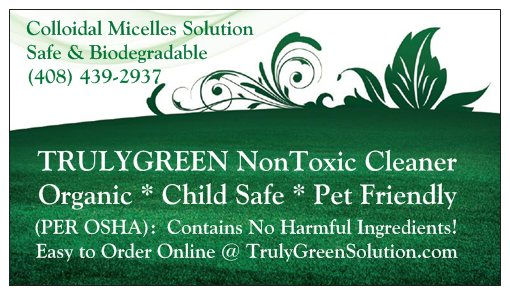 Colloidal Micelles Solution
Safe & Biodegradable
(408) 439-2937
TRULYGREEN NonToxic Cleaner
Organic * Child Safe * Pet Friendly
(PER OSHA):  Contains No Harmful Ingredients!
Easy to Order Online @ TrulyGreenSolution.com